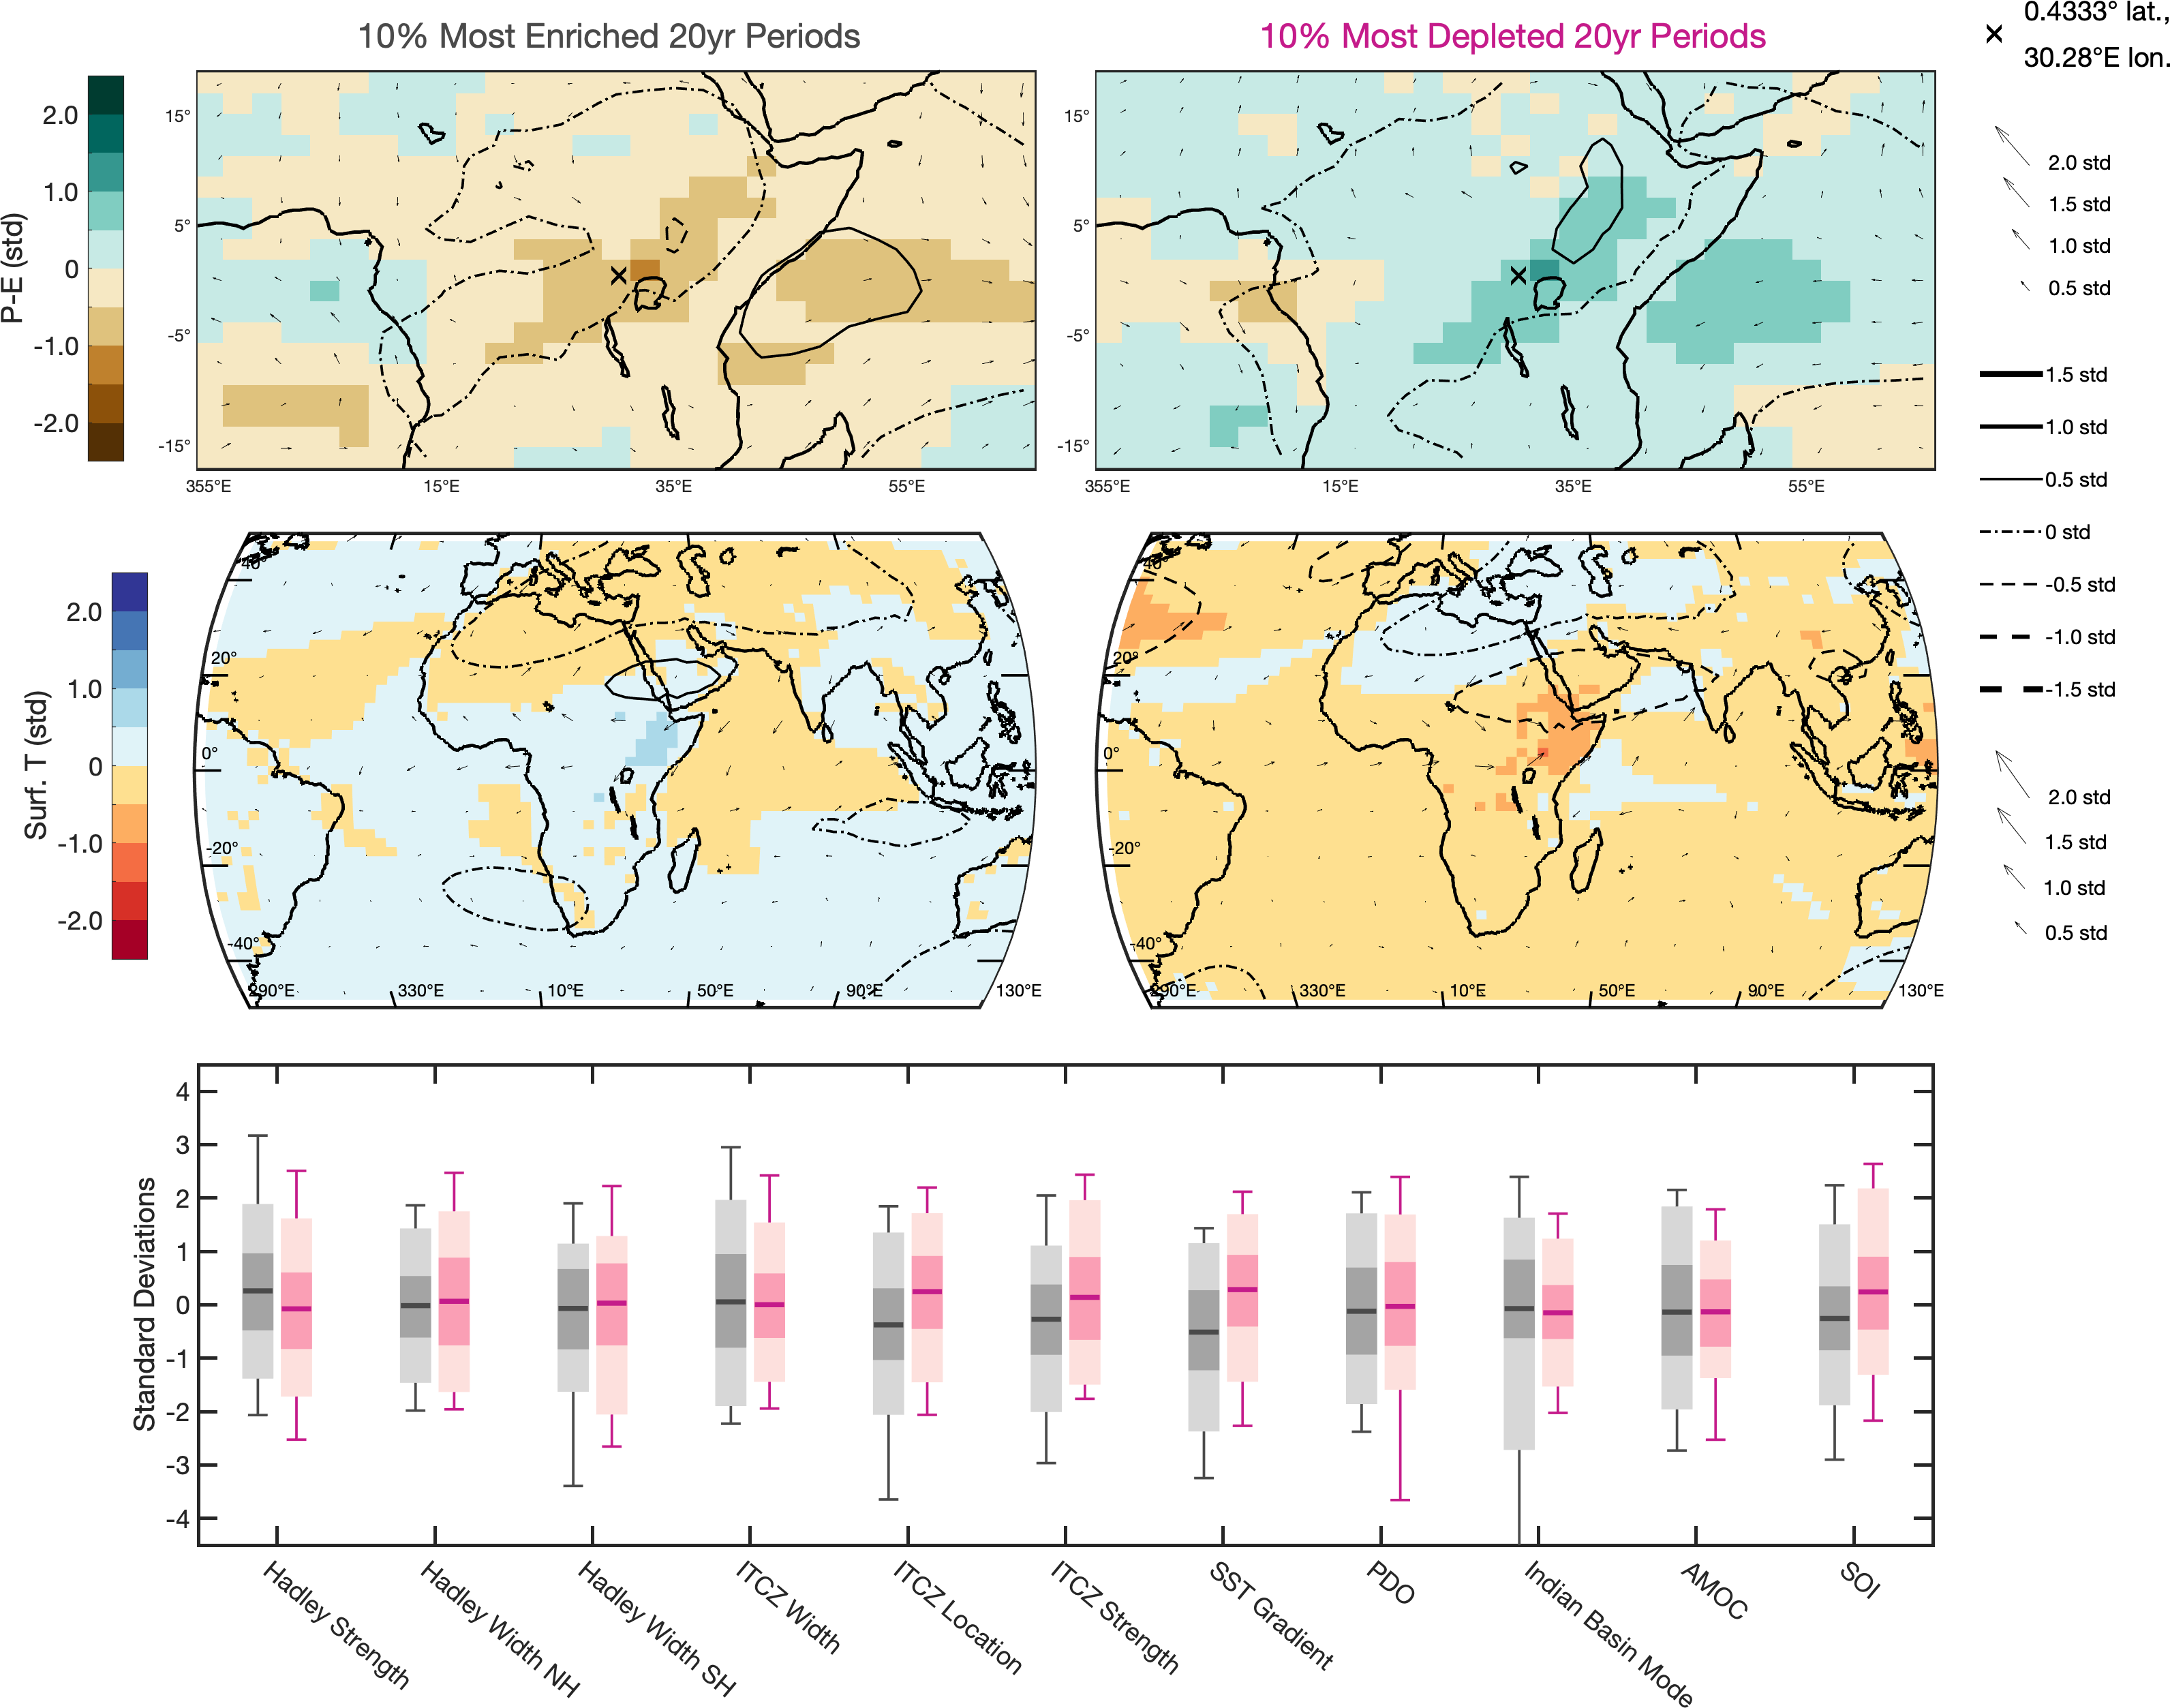 10% Most Enriched 20yr Periods
10% Most Depleted 20yr Periods
0.4333° lat.,
30.28°E lon.
P-E (std)
2.0
1.0
0
-1.0
-2.0
15°
5°
-5°
-15°
355°E
15°E
35°E
55°E
15°
5°
-5°
-15°
355°E
15°E
35°E
55°E
2.0 std
1.5 std
1.0 std
0.5 std
1.5 std
1.0 std
0.5 std
0 std
-0.5 std
-1.0 std
-1.5 std
2.0 std
1.5 std
1.0 std
0.5 std
Surf. T (std)
2.0
1.0
0
-1.0
-2.0
40°
20°
0°
-20°
-40°
290°E
330°E
10°E
50°E
90°E
130°E
40°
20°
0°
-20°
-40°
290°E
330°E
10°E
50°E
90°E
130°E
Standard Deviations
4
3
2
1
0
-1
-2
-3
-4
Hadley Strength
Hadley Width NH
Hadley Width SH
ITCZ Width
ITCZ Location
ITCZ Strength
SST Gradient
PDO
Indian Basin Mode
AMOC
SOI